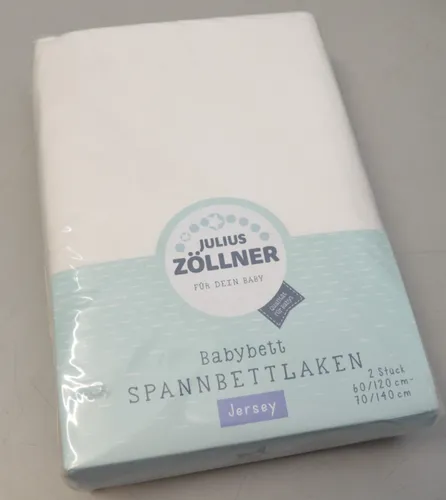 JULIUS
ZÖLLNER
FÜR DEIN BABY
Babybett
SPANNBETTLAKEN
Jersey
2 Stück
60/120 cm-
70/140 cm